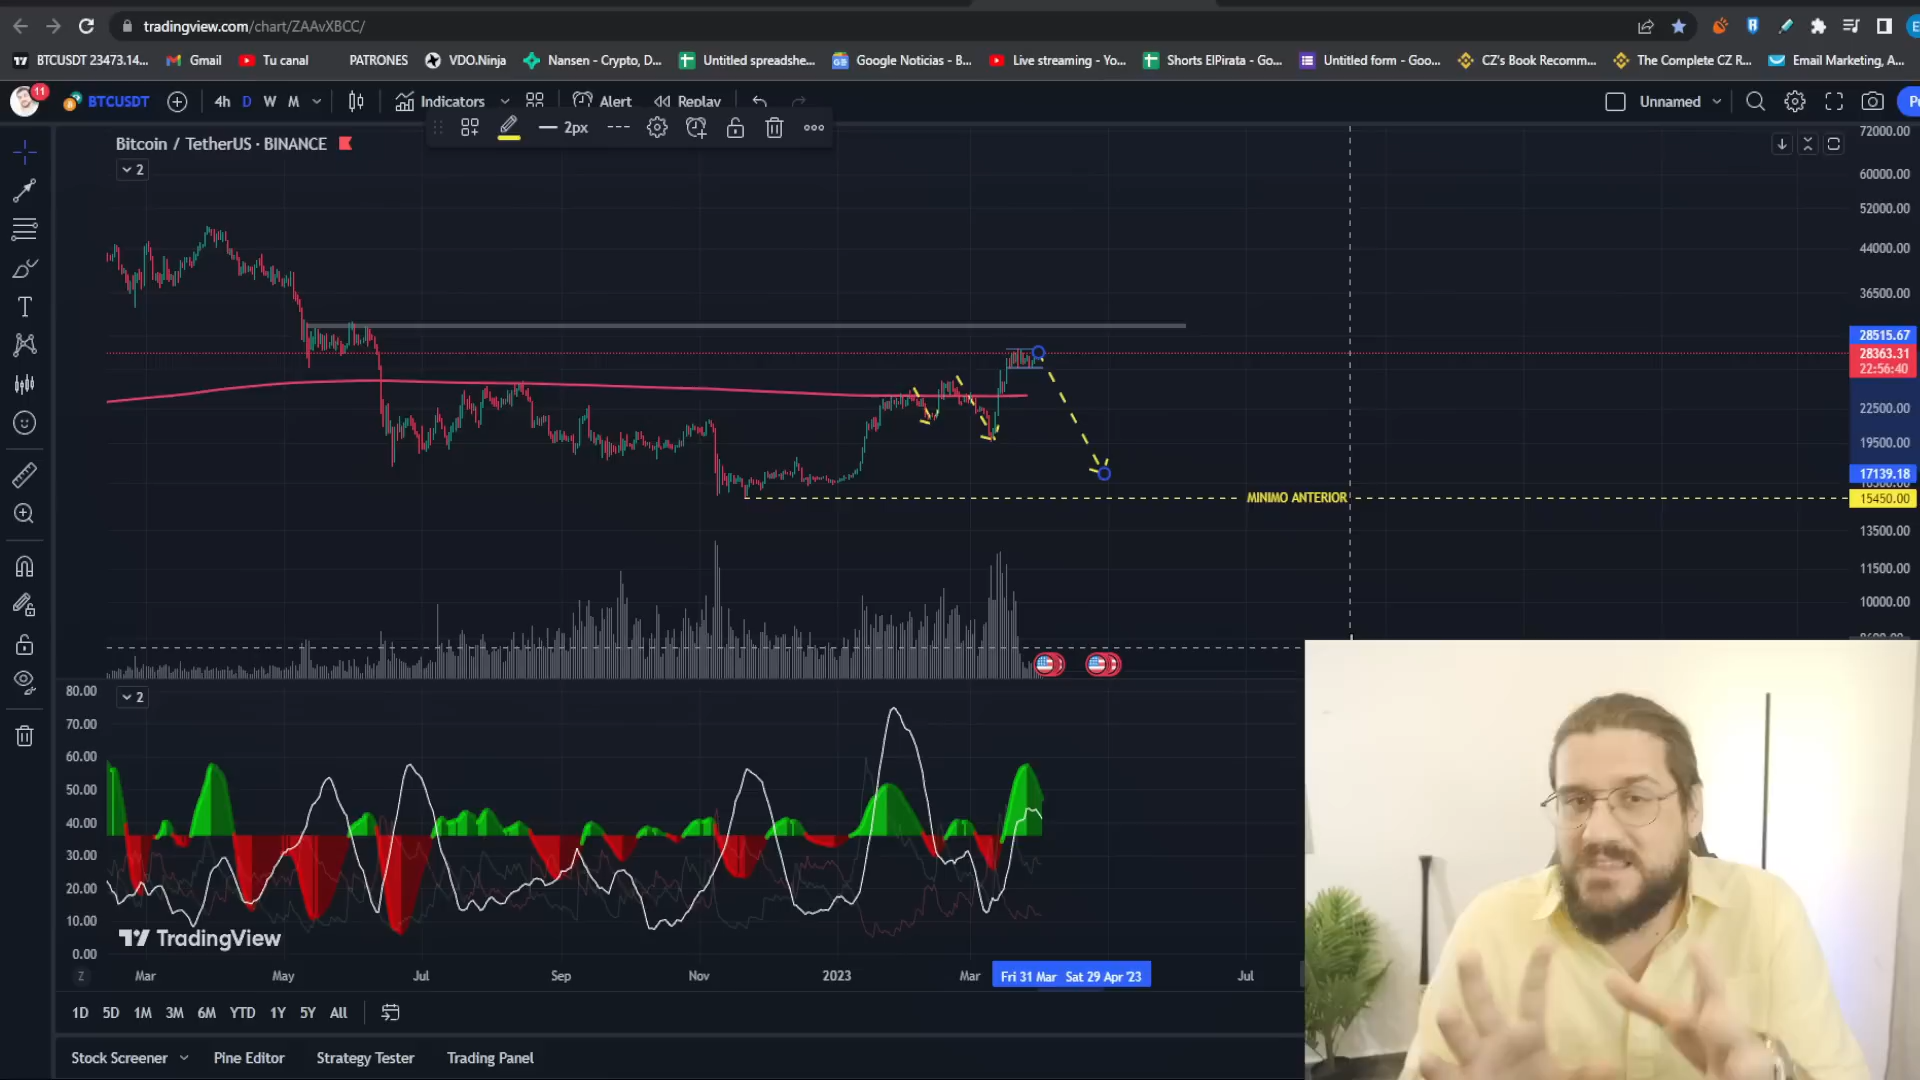 tradingview.com/chart/ZAAvXBCC/
BTCUSDT 23473.14... Gmail Tu canal PATRONES VDO.Ninja Nansen - Crypto, D... Untitled spreadshe... Google Noticias - B... Live streaming - Yo... Shorts ElPirata - Go... Untitled form - Goo... CZ's Book Recomm... The Complete CZ R... Email Marketing, A...
11 BTCUSDT 4h D W M Indicators Alert Replay Unnamed
2px
Bitcoin / TetherUS · BINANCE
2
72000.00
60000.00
52000.00
44000.00
36500.00
28515.67
28363.31
22:56:40
22500.00
19500.00
17139.18
MINIMO ANTERIOR 15450.00
13500.00
11500.00
10000.00
80.00 2
70.00
60.00
50.00
40.00
30.00
20.00
10.00
TradingView
0.00
Z Mar May Jul Sep Nov 2023 Mar Fri 31 Mar Sat 29 Apr '23 Jul
1D 5D 1M 3M 6M YTD 1Y 5Y All
Stock Screener Pine Editor Strategy Tester Trading Panel